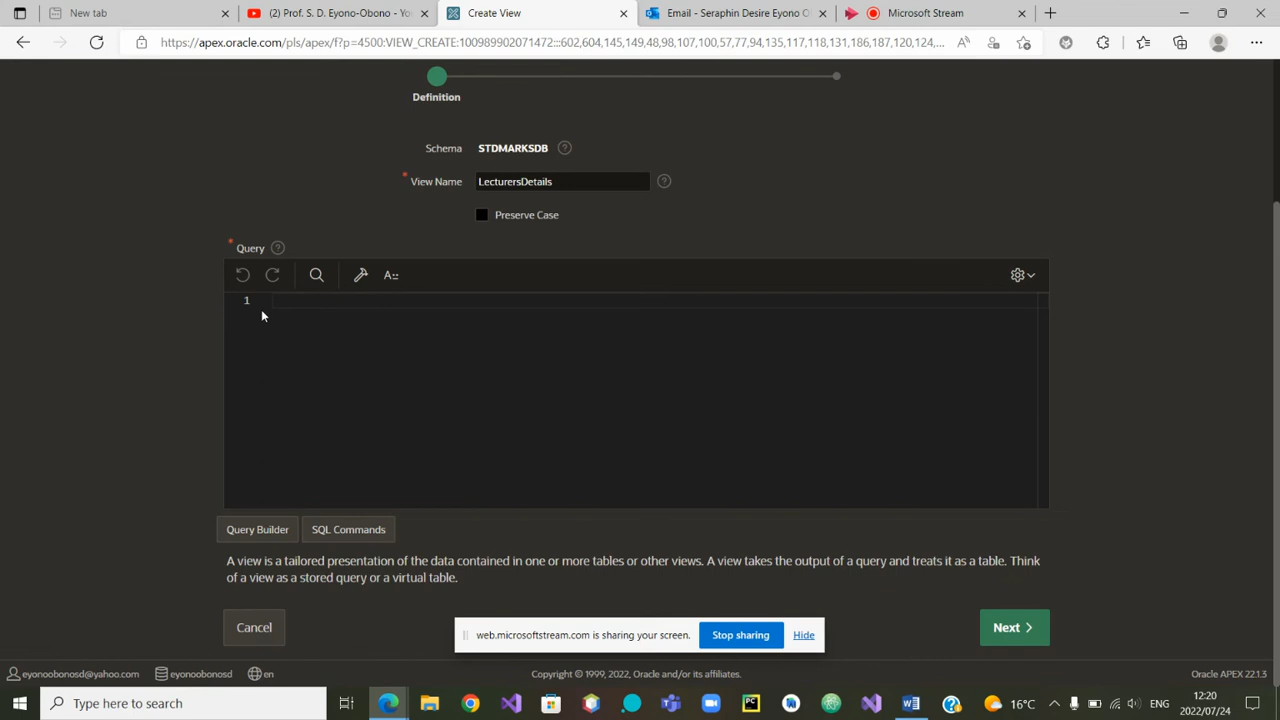 New tab
(2) Prof. S. D. Eyono-Obono - Yo
Create View
Email - Seraphin Desire Eyono O
Microsoft Stream
https://apex.oracle.com/pls/apex/f?p=4500:VIEW_CREATE:100989902071472:::602,604,145,149,48,98,107,100,57,77,94,135,117,118,131,186,187,120,124,...
Definition
Schema STDMARKSDB ?
* View Name LecturersDetails ?
Preserve Case
* Query ?
1
Query Builder SQL Commands
A view is a tailored presentation of the data contained in one or more tables or other views. A view takes the output of a query and treats it as a table. Think
of a view as a stored query or a virtual table.
Cancel
web.microsoftstream.com is sharing your screen. Stop sharing Hide
Next
eyonoobonosd@yahoo.com eyonoobonosd en
Copyright © 1999, 2022, Oracle and/or its affiliates.
Oracle APEX 22.1.3
Type here to search
16°C
ENG
12:20
2022/07/24